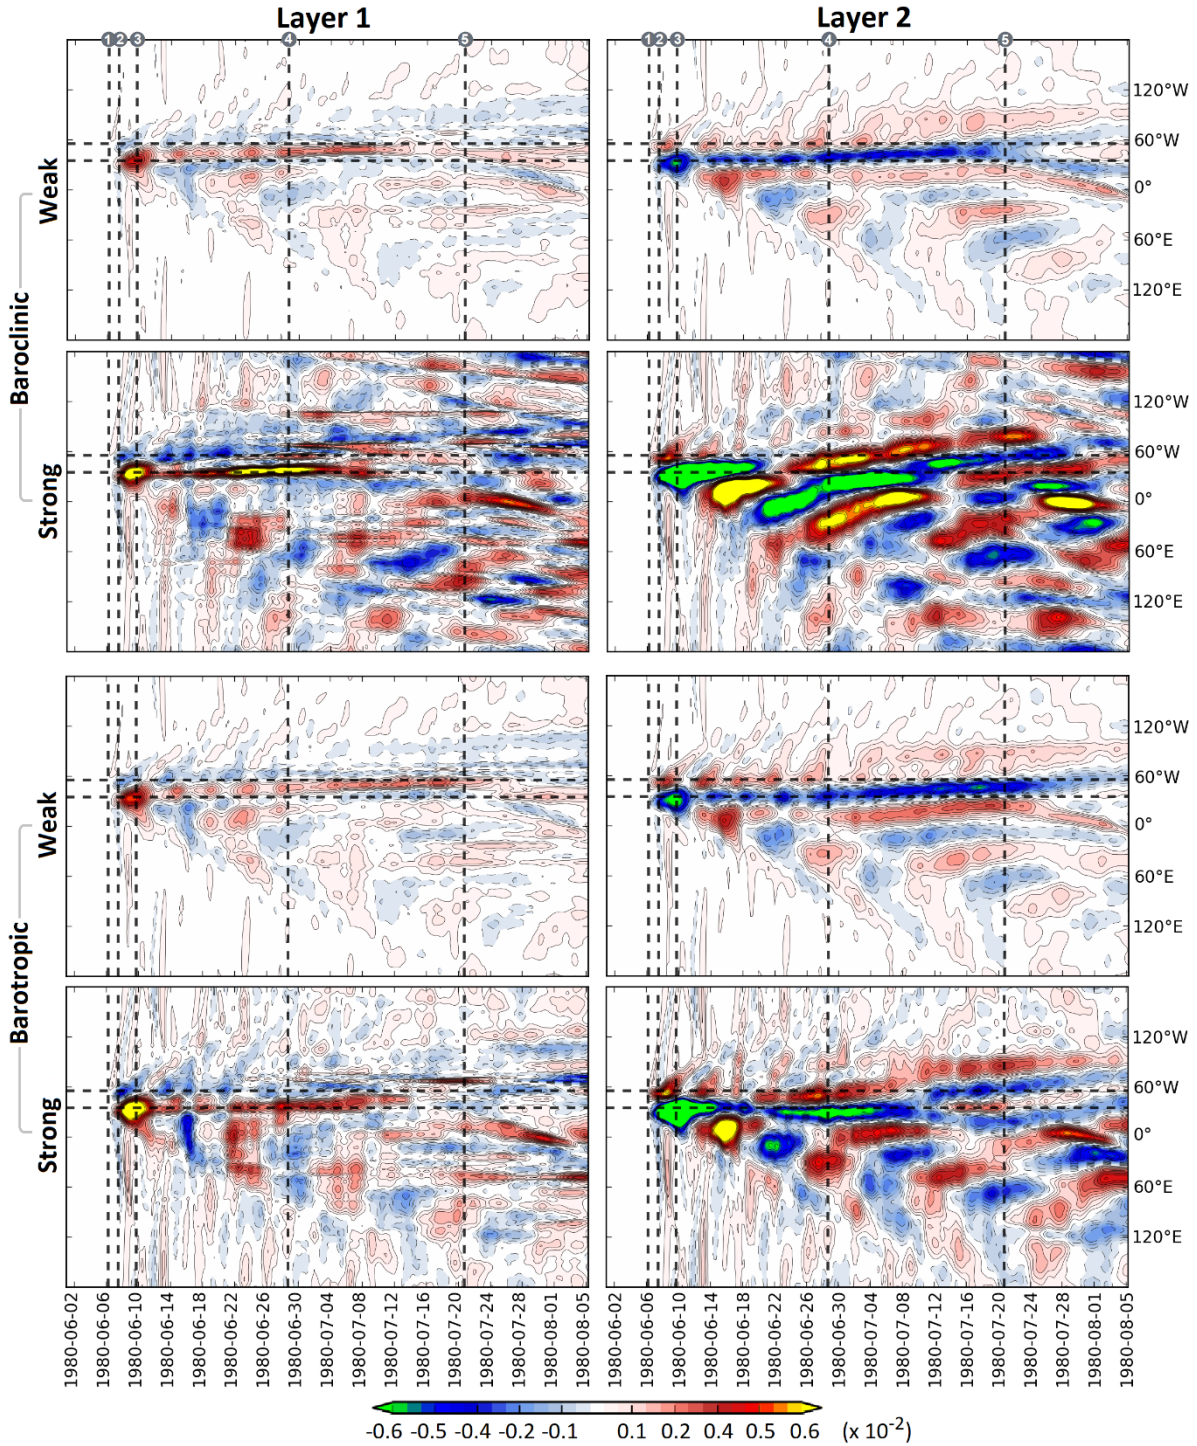 Layer 1 Layer 2
1 2 3 4 5 1 2 3 4 5
Baroclinic
Weak
120°W
60°W
0°
60°E
120°E
Strong
120°W
60°W
0°
60°E
120°E
Barotropic
Weak
120°W
60°W
0°
60°E
120°E
Strong
120°W
60°W
0°
60°E
120°E
1980-06-02 1980-06-06 1980-06-10 1980-06-14 1980-06-18 1980-06-22 1980-06-26 1980-06-30 1980-07-04 1980-07-08 1980-07-12 1980-07-16 1980-07-20 1980-07-24 1980-07-28 1980-08-01 1980-08-05
1980-06-02 1980-06-06 1980-06-10 1980-06-14 1980-06-18 1980-06-22 1980-06-26 1980-06-30 1980-07-04 1980-07-08 1980-07-12 1980-07-16 1980-07-20 1980-07-24 1980-07-28 1980-08-01 1980-08-05
-0.6 -0.5 -0.4 -0.2 -0.1 0.1 0.2 0.4 0.6 (x 10⁻²)